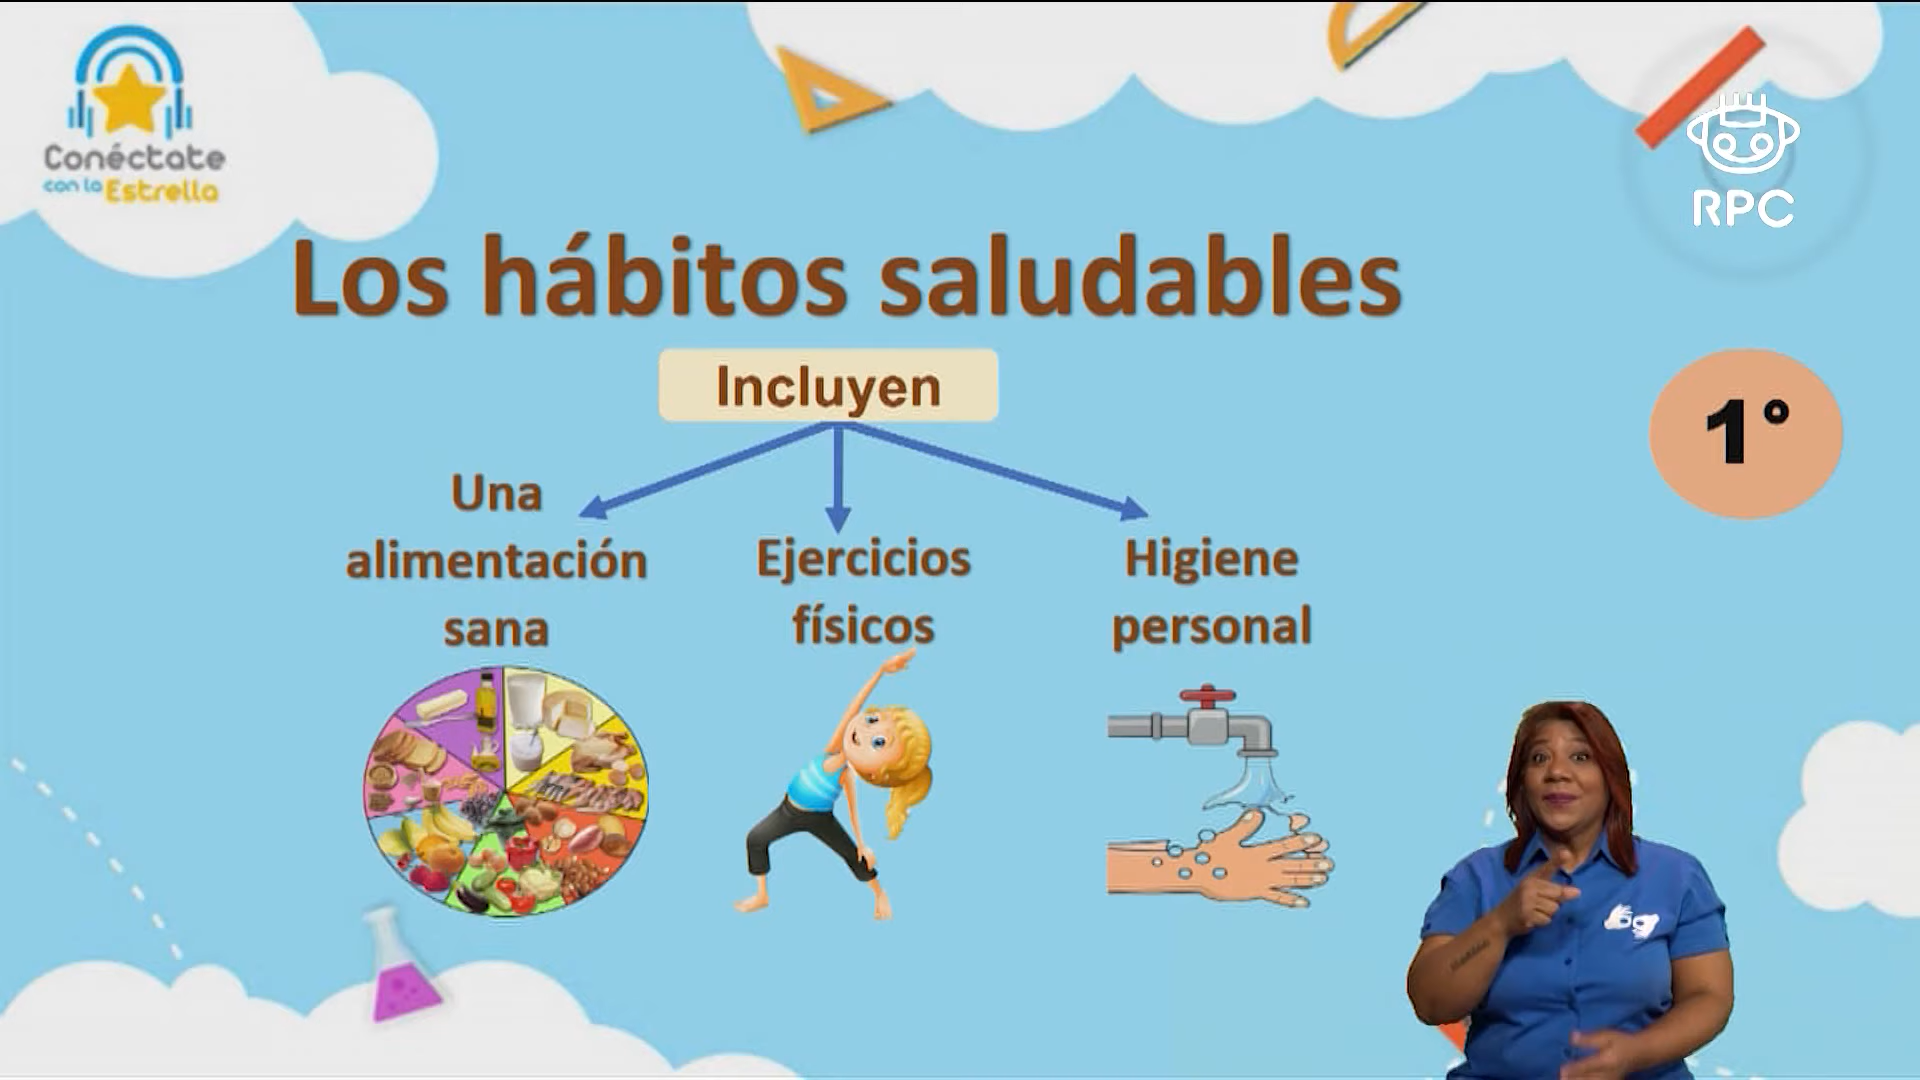 Conéctate
con la Estrella
RPC
Los hábitos saludables
Incluyen
1°
Una
alimentación
sana
Ejercicios
físicos
Higiene
personal